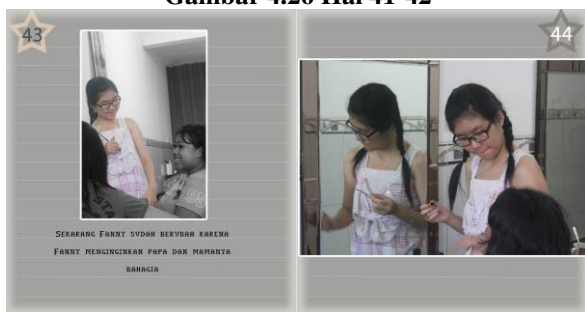 Gambar 4.26 Hal 41-42
43
44
SEKARANG FANNY SUDAH BERUBAH KARENA
FANNY MENGINGINKAN PAPA DAN MAMANYA
BAHAGIA